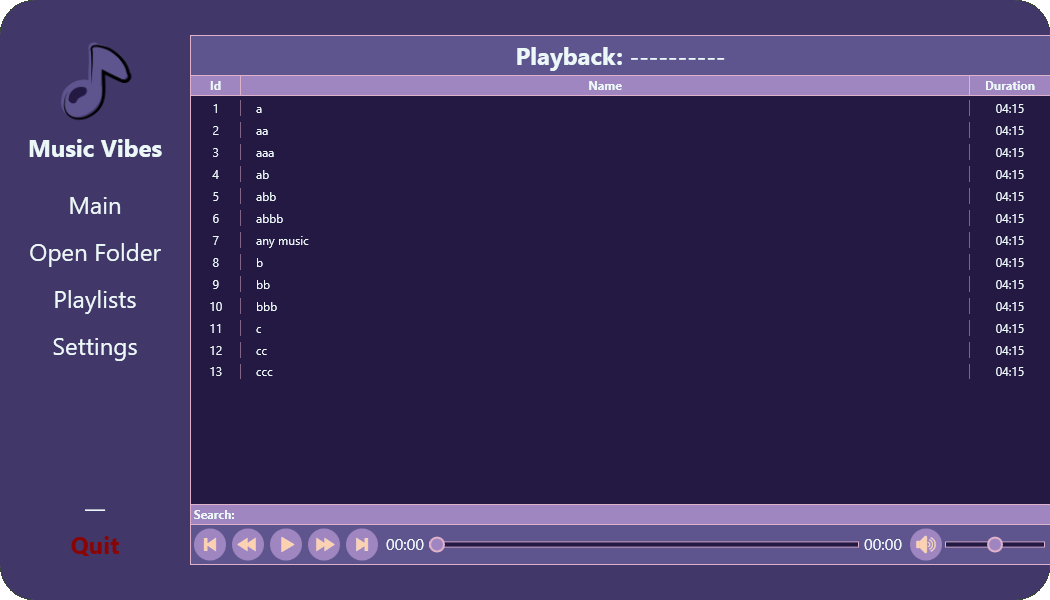 Playback: ----------
Music Vibes
Main
Open Folder
Playlists
Settings
Quit
Id Name Duration
1 a 04:15
2 aa 04:15
3 aaa 04:15
4 ab 04:15
5 abb 04:15
6 abbb 04:15
7 any music 04:15
8 b 04:15
9 bb 04:15
10 bbb 04:15
11 c 04:15
12 cc 04:15
13 ccc 04:15
Search:
00:00 00:00